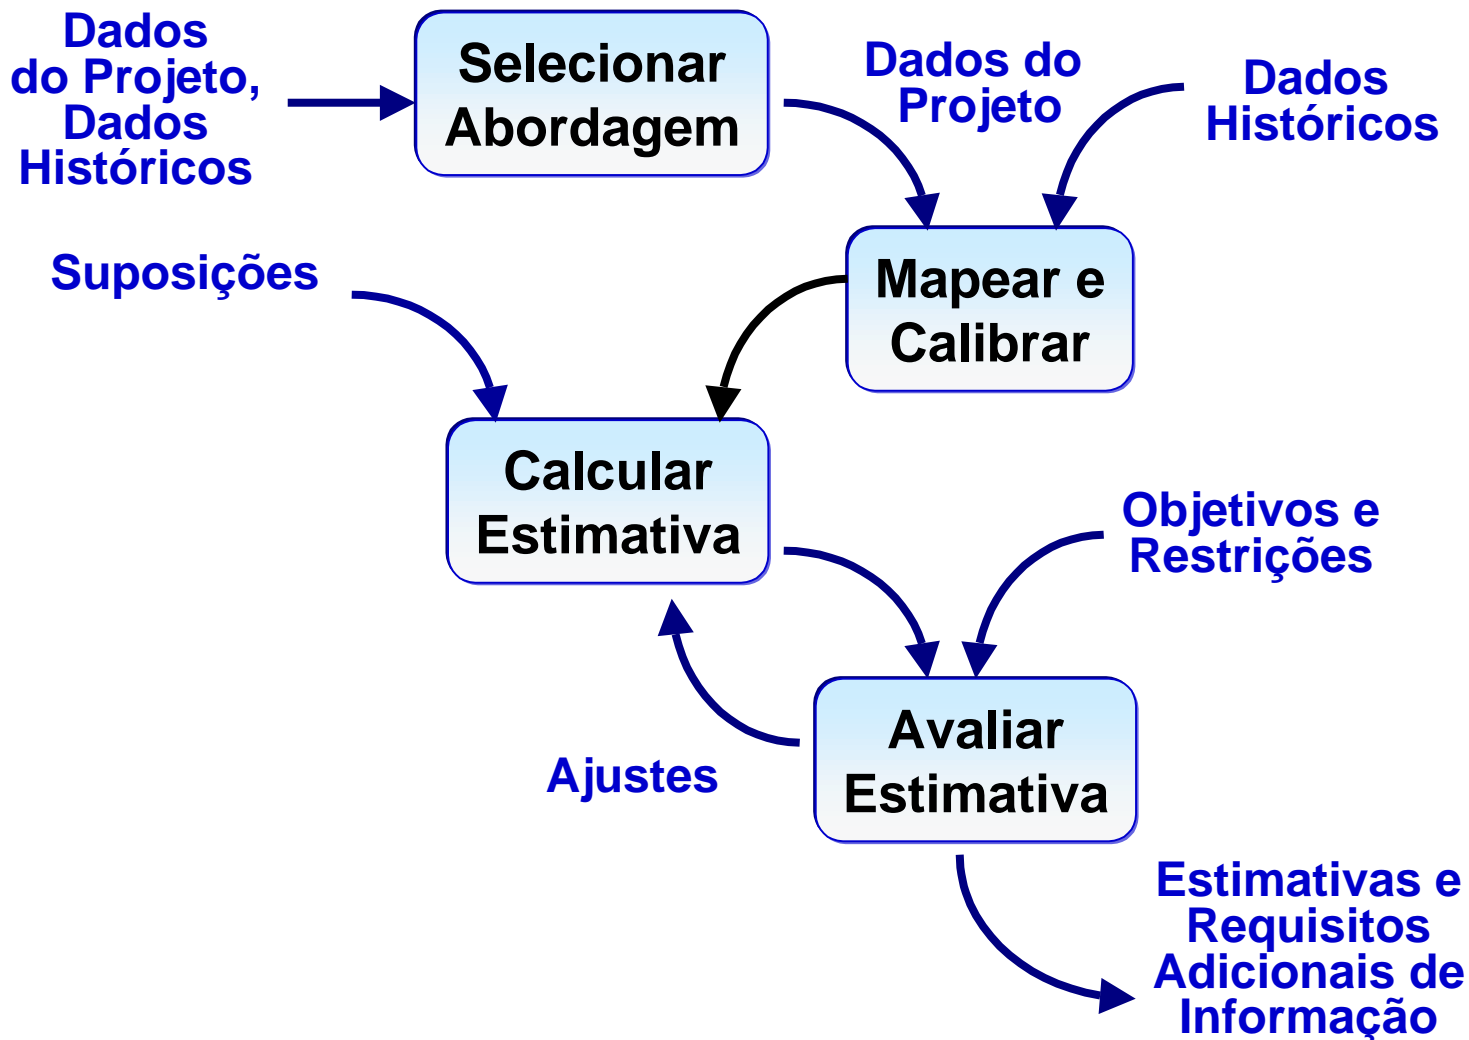 Dados
do Projeto,
Dados
Históricos
Selecionar
Abordagem
Dados do
Projeto
Dados
Históricos
Suposições
Mapear e
Calibrar
Calcular
Estimativa
Objetivos e
Restrições
Ajustes
Avaliar
Estimativa
Estimativas e
Requisitos
Adicionais de
Informação